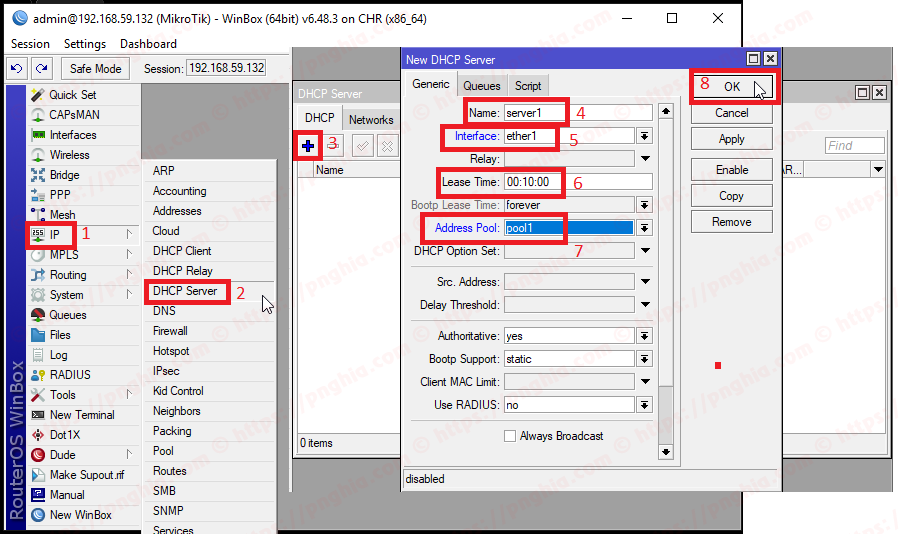 admin@192.168.59.132 (MikroTik) - WinBox (64bit) v6.48.3 on CHR (x86_64)
Session Settings Dashboard
Safe Mode Session: 192.168.59.132
RouterOS WinBox
Quick Set
CAPsMAN
Interfaces
Wireless
Bridge
PPP
Mesh
IP 1
MPLS
Routing
System
Queues
Files
Log
RADIUS
Tools
New Terminal
Dot1X
Dude
Make Supout.rif
Manual
New WinBox
ARP
Accounting
Addresses
Cloud
DHCP Client
DHCP Relay
DHCP Server 2
DNS
Firewall
Hotspot
IPsec
Kid Control
Neighbors
Packing
Pool
Routes
SMB
SNMP
Services
DHCP Server
DHCP Networks
3
Find
Name
AR...
0 items
New DHCP Server
Generic Queues Script
Name: server1 4
Interface: ether1 5
Relay:
Lease Time: 00:10:00 6
Bootp Lease Time: forever
Address Pool: pool1
DHCP Option Set: 7
Src. Address:
Delay Threshold:
Authoritative: yes
Bootp Support: static
Client MAC Limit:
Use RADIUS: no
Always Broadcast
disabled
8 OK
Cancel
Apply
Enable
Copy
Remove
© https://pnghia.com